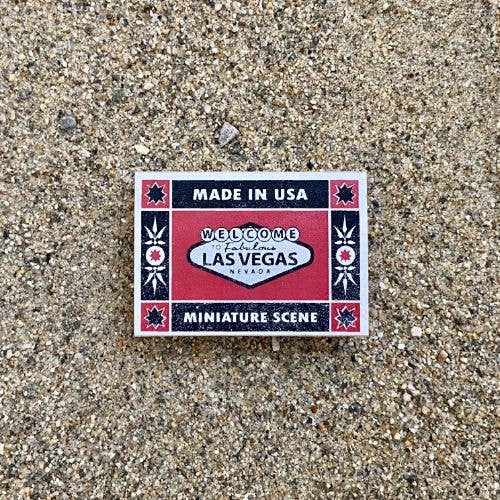 MADE IN USA
WELCOME
TO Fabulous
LAS VEGAS
NEVADA
MINIATURE SCENE